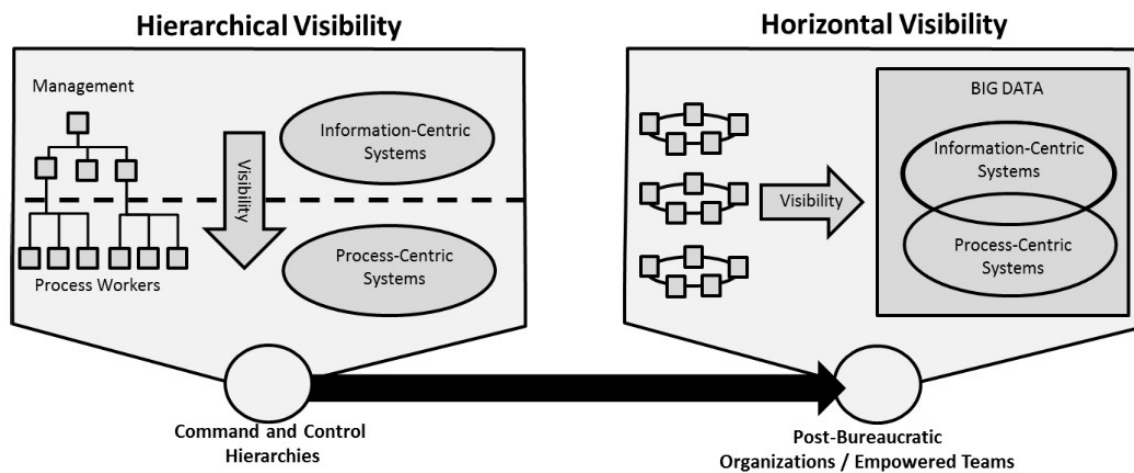 Hierarchical Visibility
Management
Visibility
Information-Centric
Systems
Process-Centric
Systems
Process Workers
Command and Control
Hierarchies
Horizontal Visibility
Visibility
BIG DATA
Information-Centric
Systems
Process-Centric
Systems
Post-Bureaucratic
Organizations / Empowered Teams